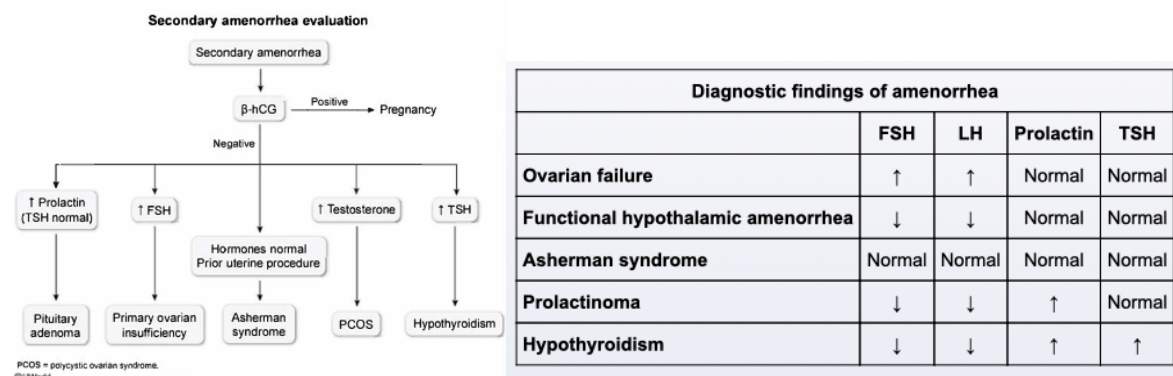 Secondary amenorrhea evaluation
Secondary amenorrhea
β-hCG
Positive
Pregnancy
Negative
↑ Prolactin
(TSH normal)
↑ FSH
Hormones normal
Prior uterine procedure
↑ Testosterone
↑ TSH
Pituitary
adenoma
Primary ovarian
insufficiency
Asherman
syndrome
PCOS
Hypothyroidism
PCOS = polycystic ovarian syndrome.
Diagnostic findings of amenorrhea
FSH LH Prolactin TSH
Ovarian failure ↑ ↑ Normal Normal
Functional hypothalamic amenorrhea ↓ ↓ Normal Normal
Asherman syndrome Normal Normal Normal Normal
Prolactinoma ↓ ↓ ↑ Normal
Hypothyroidism ↓ ↓ ↑ ↑